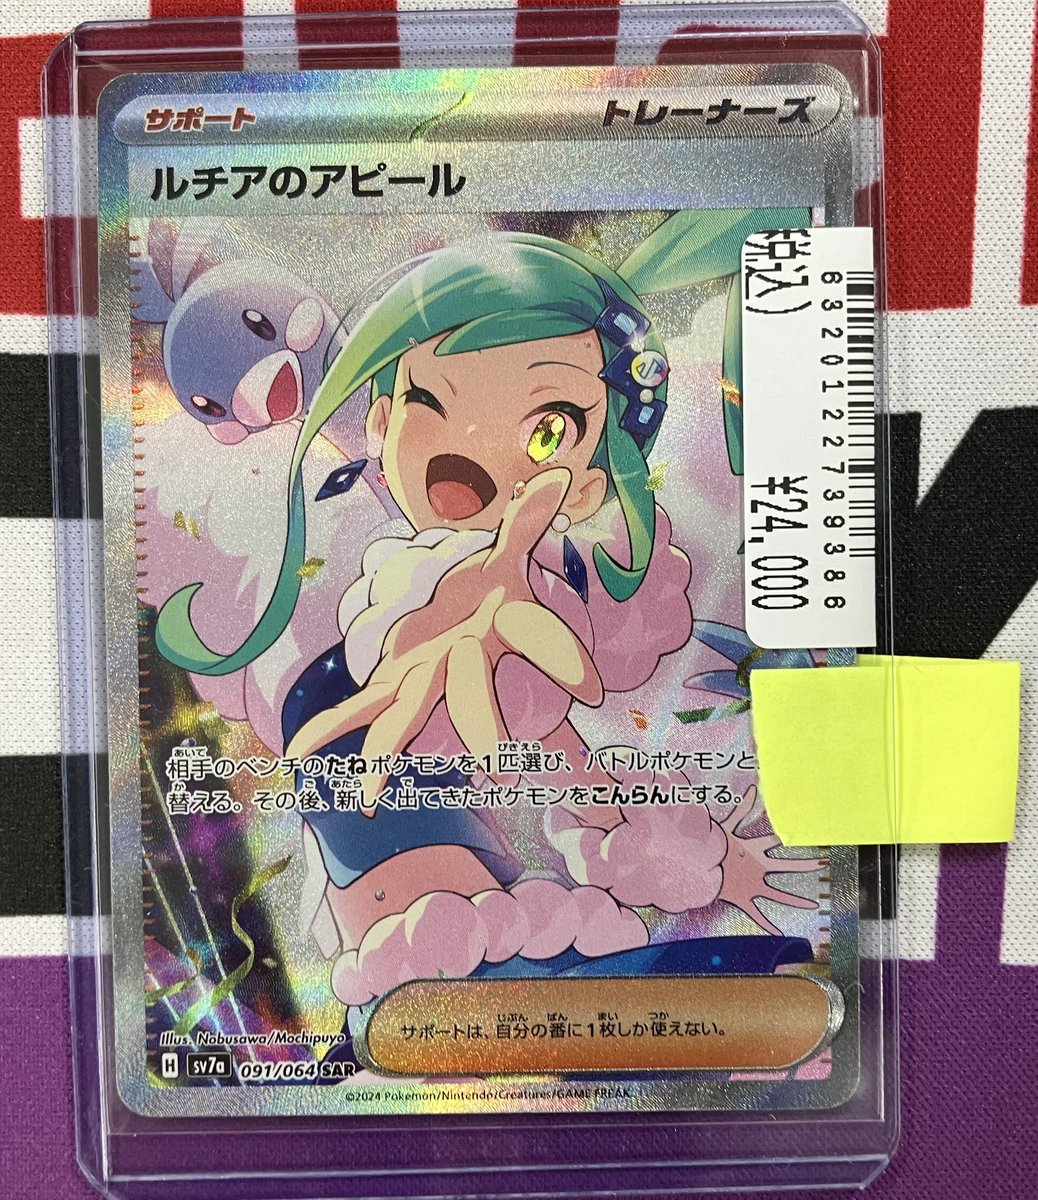 サポート
トレーナーズ
ルチアのアピール
税込)
6320122739386
¥24,000
相手のベンチのたねポケモンを1匹選び、バトルポケモンと
替える。その後、新しく出てきたポケモンをこんらんにする。
サポートは、自分の番に1枚しか使えない。
Illus. Nobusawa/Mochipuyo
H sv7a 091/064 SAR
©2024 Pokémon/Nintendo/Creatures/GAME FREAK.